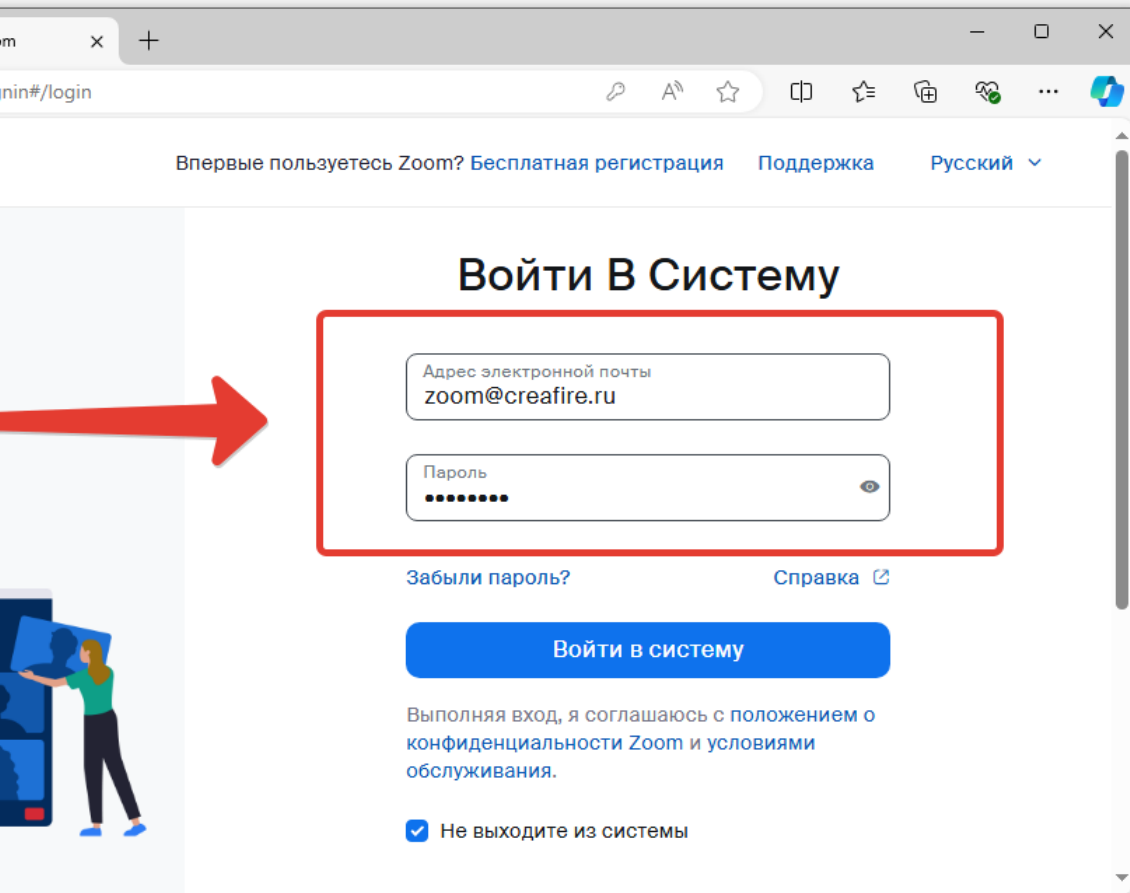 om
nin#/login
Впервые пользуетесь Zoom? Бесплатная регистрация Поддержка Русский
Войти В Систему
Адрес электронной почты
zoom@creafire.ru
Пароль
••••••••
Забыли пароль? Справка
Войти в систему
Выполняя вход, я соглашаюсь с положением о
конфиденциальности Zoom и условиями
обслуживания.
Не выходите из системы